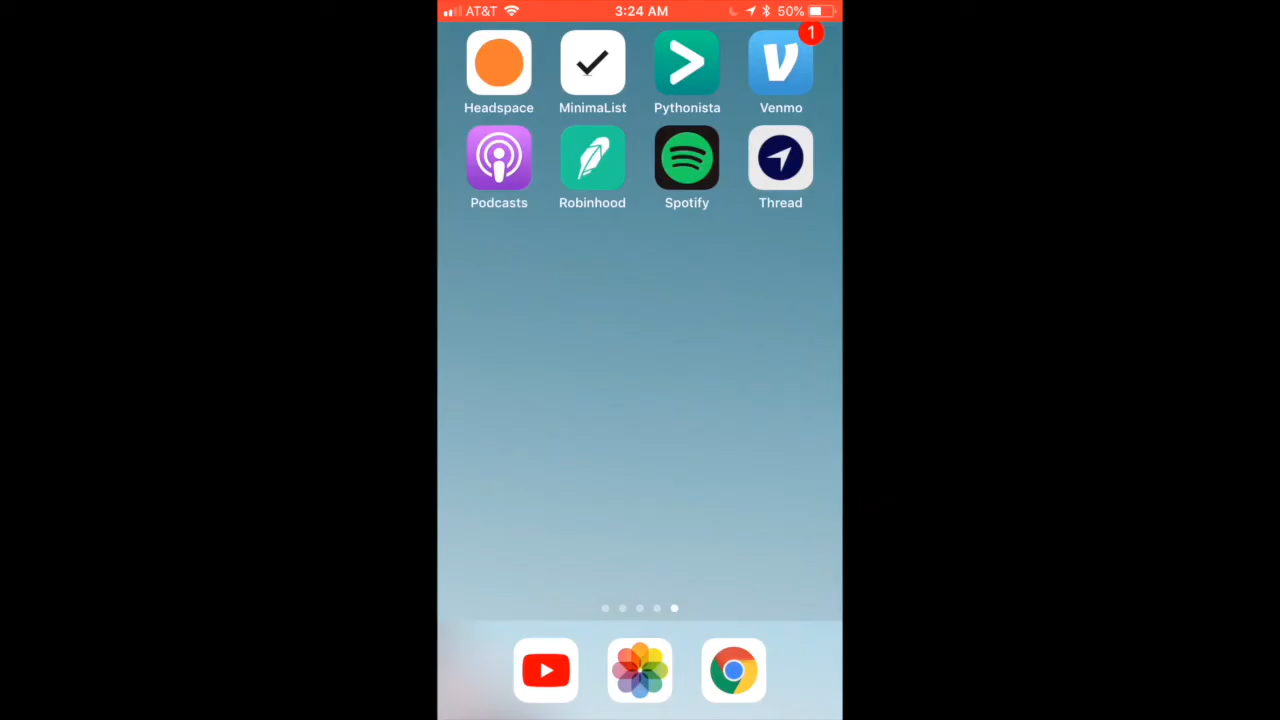 AT&T 3:24 AM 50%
1
Headspace MinimaList Pythonista Venmo
Podcasts Robinhood Spotify Thread